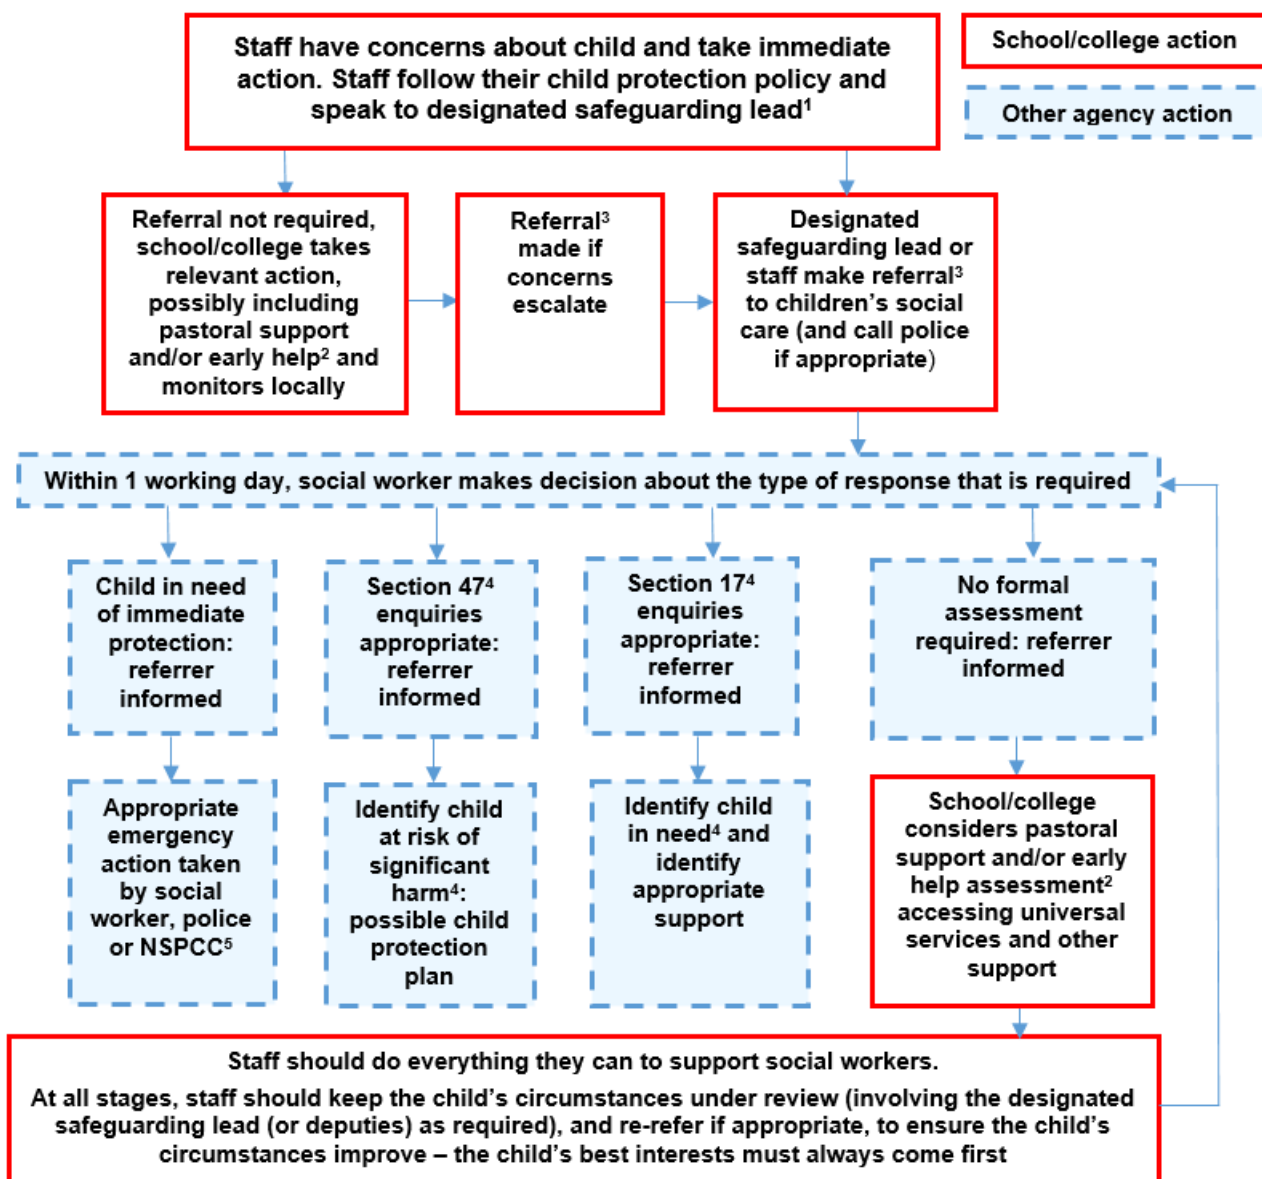 Staff have concerns about child and take immediate
action. Staff follow their child protection policy and
speak to designated safeguarding lead¹
School/college action
Other agency action
Referral not required,
school/college takes
relevant action,
possibly including
pastoral support
and/or early help² and
monitors locally
Referral³
made if
concerns
escalate
Designated
safeguarding lead or
staff make referral³
to children’s social
care (and call police
if appropriate)
Within 1 working day, social worker makes decision about the type of response that is required
Child in need
of immediate
protection:
referrer
informed
Section 47⁴
enquiries
appropriate:
referrer
informed
Section 17⁴
enquiries
appropriate:
referrer
informed
No formal
assessment
required: referrer
informed
Appropriate
emergency
action taken
by social
worker, police
or NSPCC⁵
Identify child
at risk of
significant
harm⁴:
possible child
protection
plan
Identify child
in need⁴ and
identify
appropriate
support
School/college
considers pastoral
support and/or early
help assessment²
accessing universal
services and other
support
Staff should do everything they can to support social workers.
At all stages, staff should keep the child’s circumstances under review (involving the designated
safeguarding lead (or deputies) as required), and re-refer if appropriate, to ensure the child’s
circumstances improve – the child’s best interests must always come first